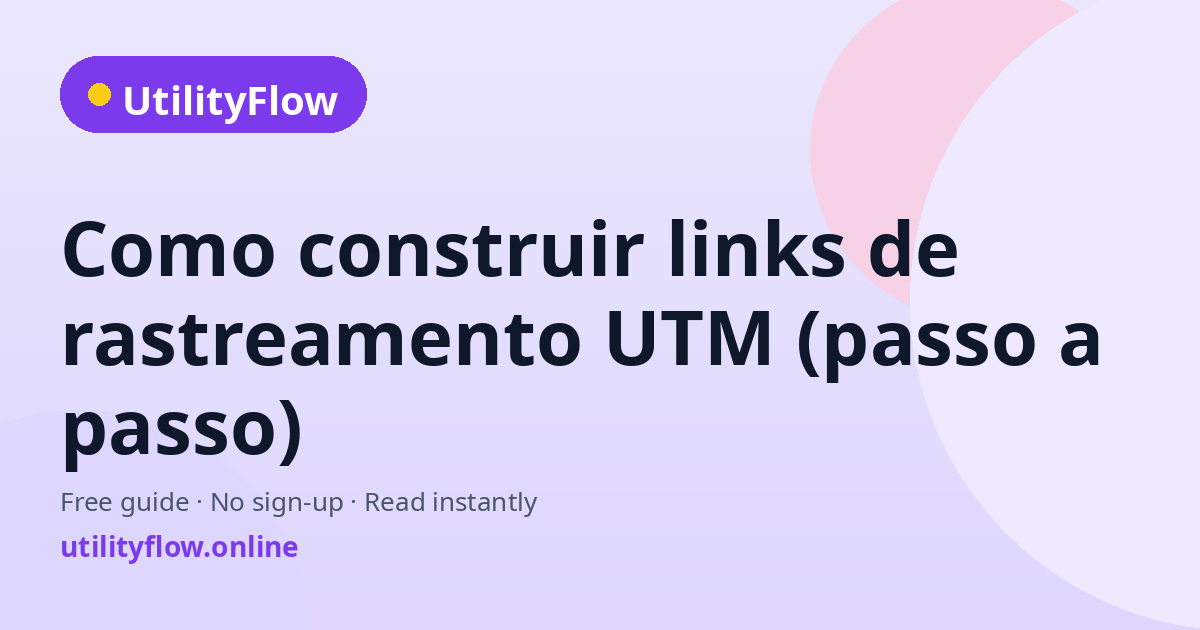 UtilityFlow
Como construir links de
rastreamento UTM (passo a
passo)
Free guide · No sign-up · Read instantly
utilityflow.online